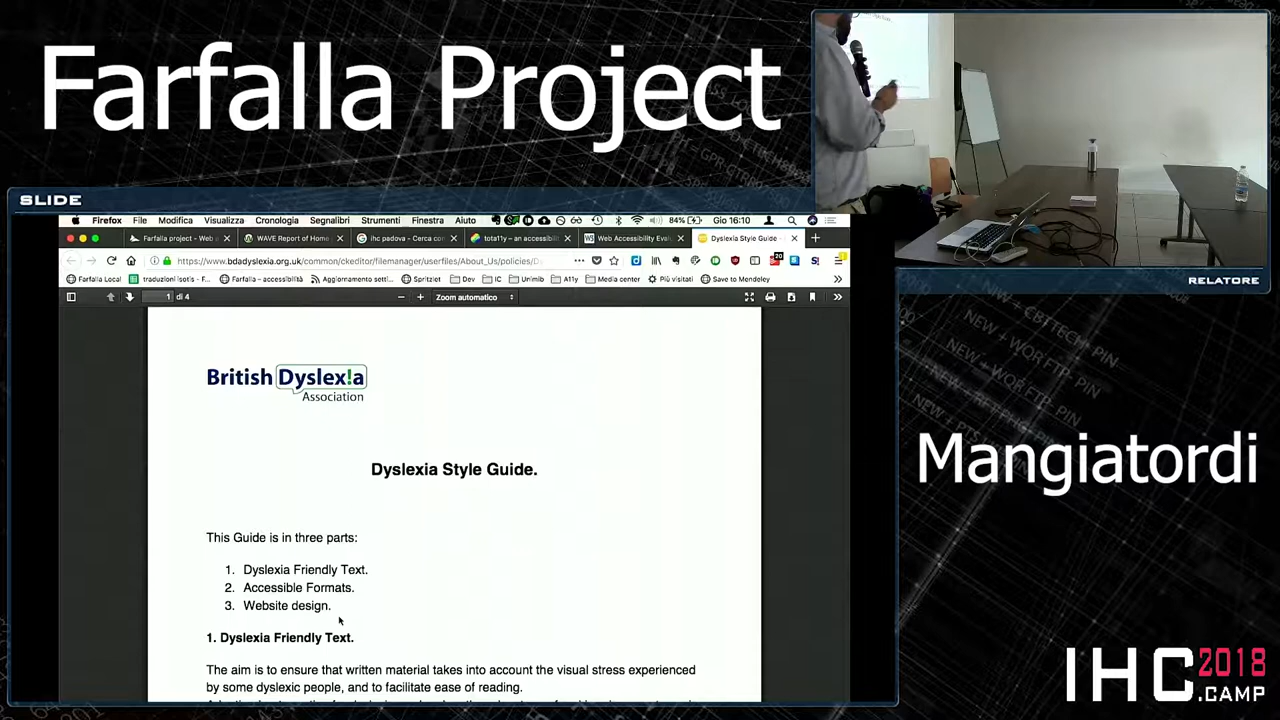 Farfalla Project
SLIDE
Firefox File Modifica Visualizza Cronologia Segnalibri Strumenti Finestra Aiuto 84% Gio 16:10
Farfalla project - Web a
WAVE Report of Home
ihc padova - Cerca con
tota11y – an accessibili
Web Accessibility Eval
Dyslexia Style Guide -
https://www.bdadyslexia.org.uk/common/ckeditor/filemanager/userfiles/About_Us/policies/D
20
Farfalla Local traduzioni isotis - F... Farfalla – accessibilità Spritzlet Dev IC Unimib A11y Aggiornamento setti... Media center Più visitati Save to Mendeley
1 di 4 Zoom automatico
British Dyslex!a
Association
Dyslexia Style Guide.
This Guide is in three parts:
1. Dyslexia Friendly Text.
2. Accessible Formats.
3. Website design.
1. Dyslexia Friendly Text.
The aim is to ensure that written material takes into account the visual stress experienced
by some dyslexic people, and to facilitate ease of reading.
RELATORE
Mangiatordi
IHC 2018
.CAMP